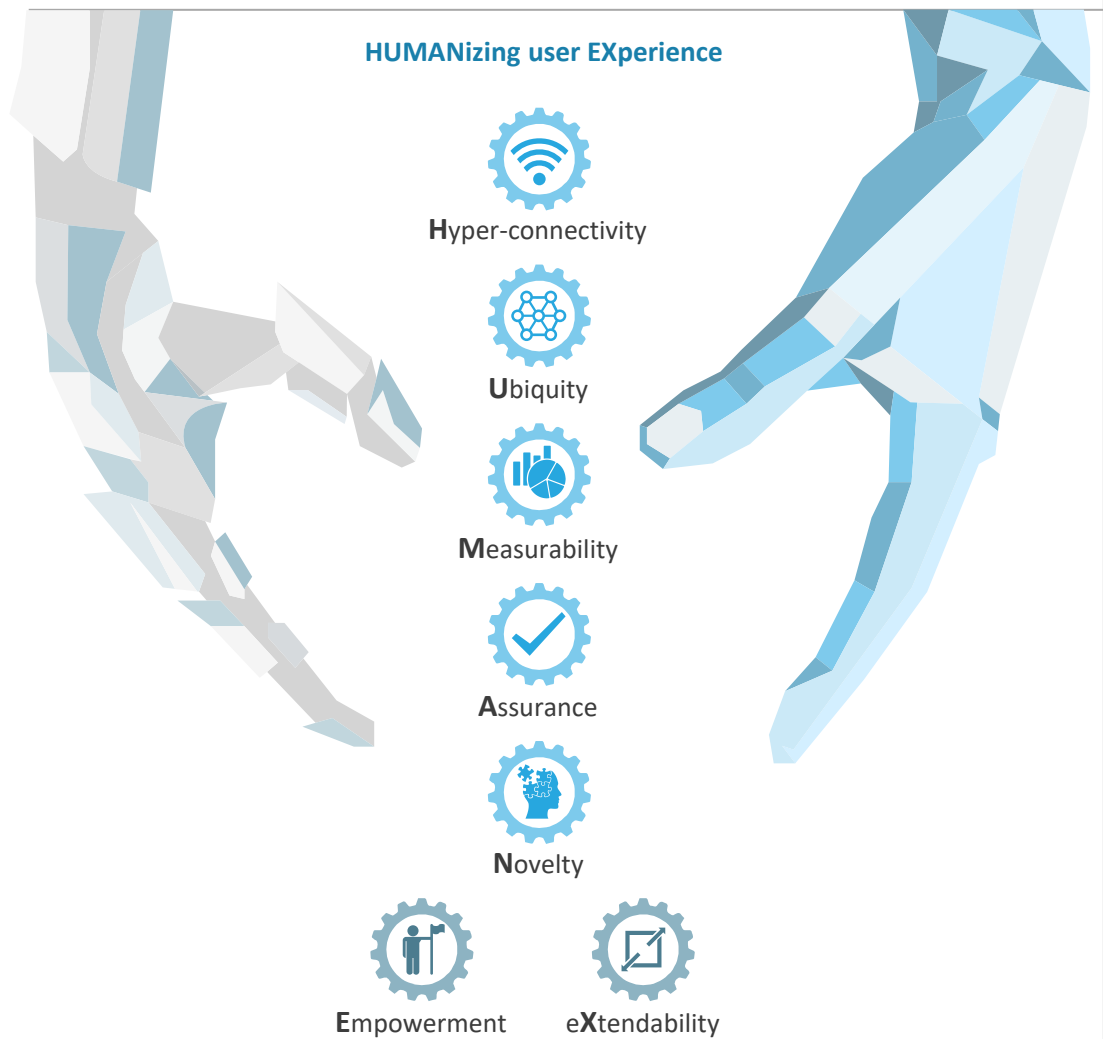 HUMANizing user EXperience
Hyper-connectivity
Ubiquity
Measurability
Assurance
Novelty
Empowerment
eXtendability